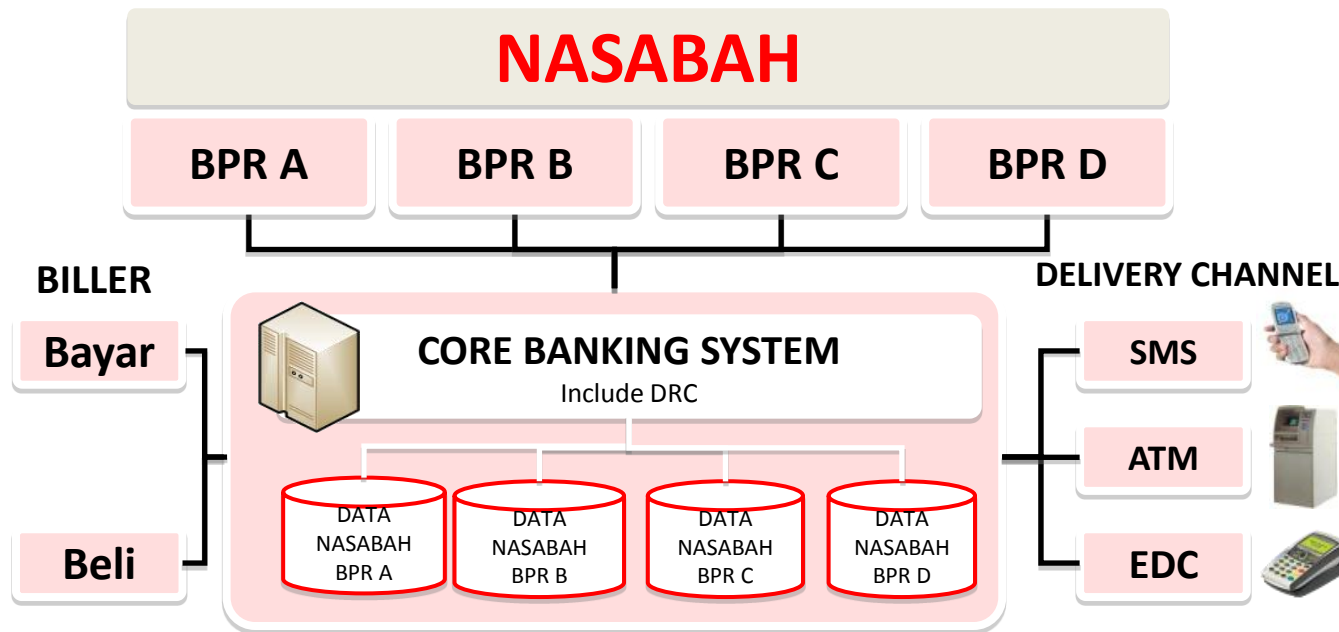 NASABAH
BPR A
BPR B
BPR C
BPR D
BILLER
Bayar
Beli
CORE BANKING SYSTEM
Include DRC
DATA
NASABAH
BPR A
DATA
NASABAH
BPR B
DATA
NASABAH
BPR C
DATA
NASABAH
BPR D
DELIVERY CHANNEL
SMS
ATM
EDC